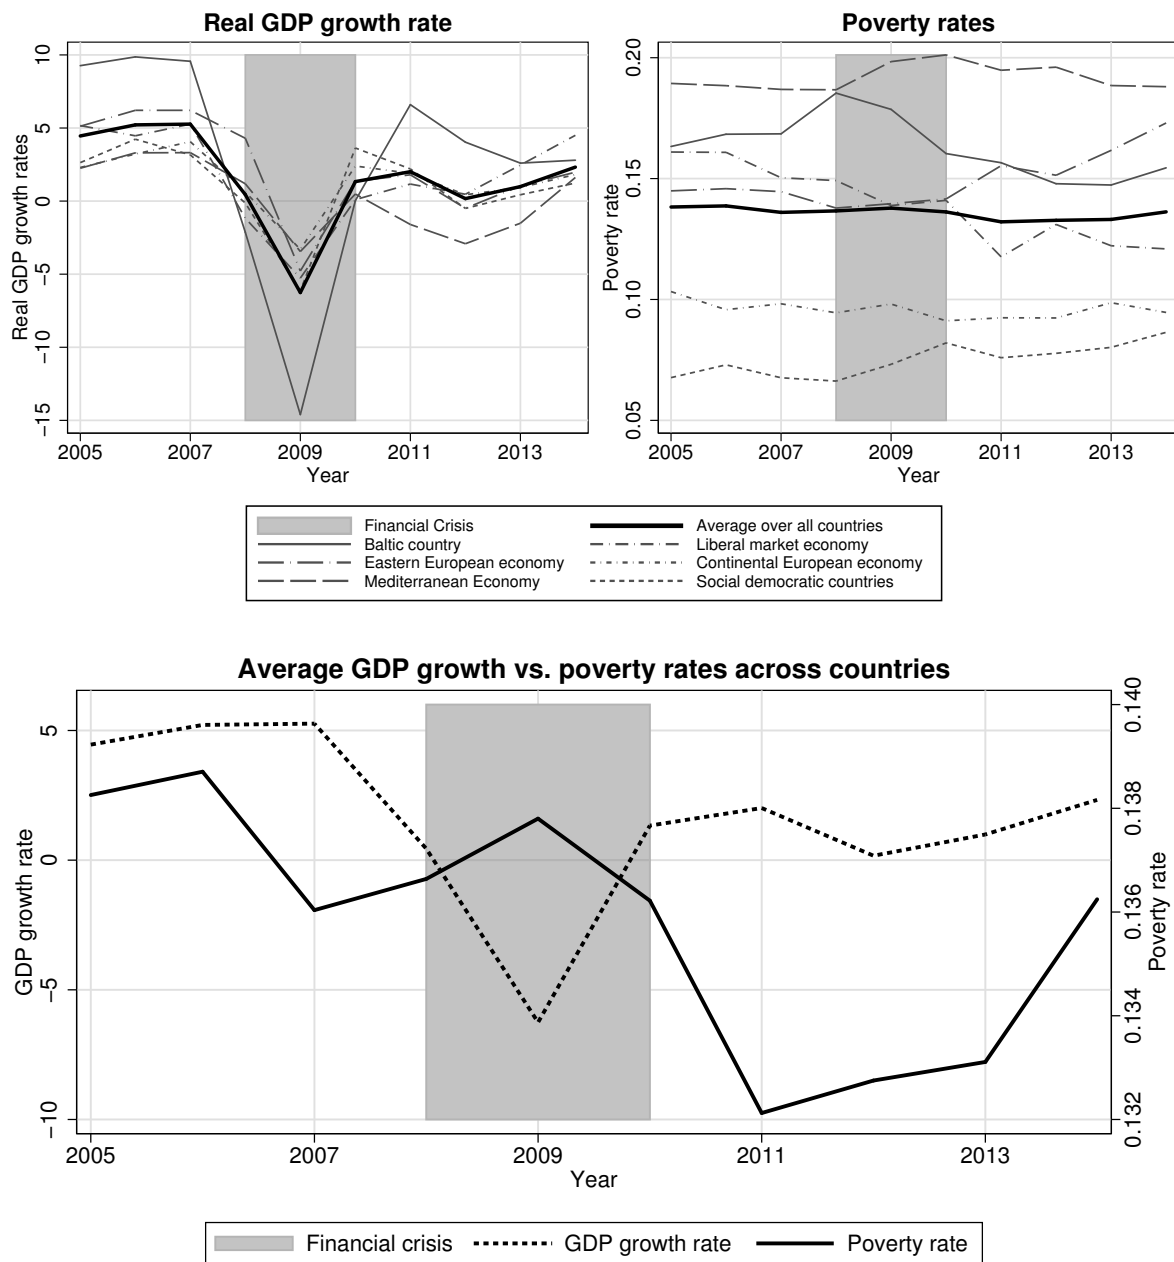 Real GDP growth rate
Real GDP growth rates
10
5
0
−5
−10
−15
2005 2007 2009 2011 2013
Year
Poverty rates
Poverty rate
0.20
0.15
0.10
0.05
2005 2007 2009 2011 2013
Year
Financial Crisis Average over all countries
Baltic country Liberal market economy
Eastern European economy Continental European economy
Mediterranean Economy Social democratic countries
Average GDP growth vs. poverty rates across countries
GDP growth rate
5
0
−5
−10
0.140
0.138
0.136
0.134
0.132
Poverty rate
2005 2007 2009 2011 2013
Year
Financial crisis GDP growth rate Poverty rate